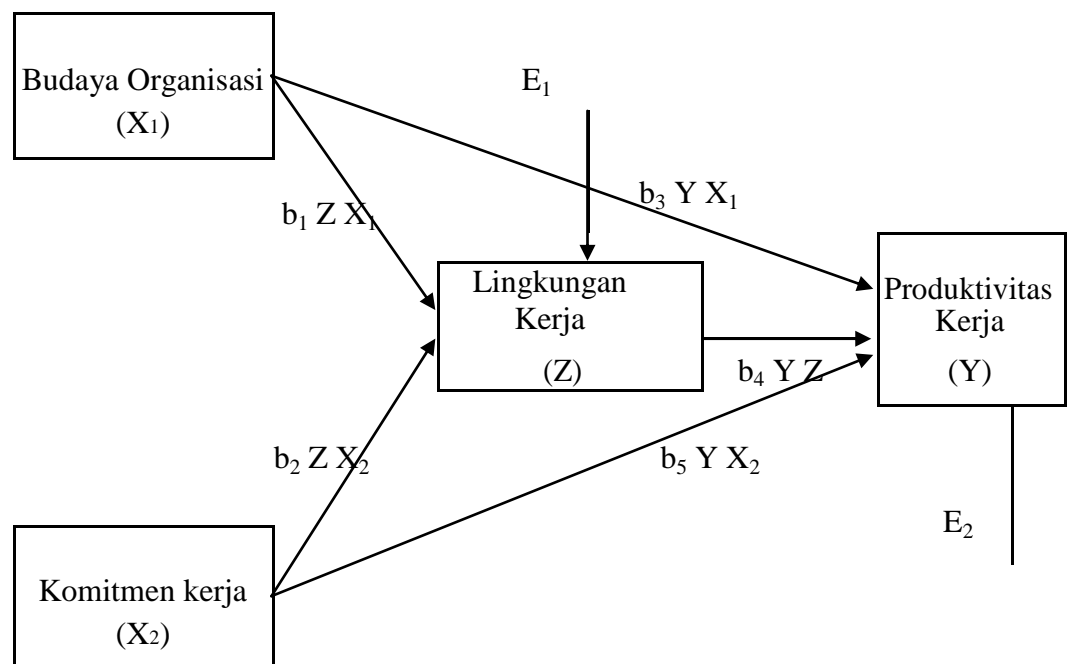 Budaya Organisasi
(X₁)
E₁
b₁ Z X₁
b₃ Y X₁
Lingkungan
Kerja
(Z)
Produktivitas
Kerja
(Y)
b₄ Y Z
b₂ Z X₂
b₅ Y X₂
E₂
Komitmen kerja
(X₂)